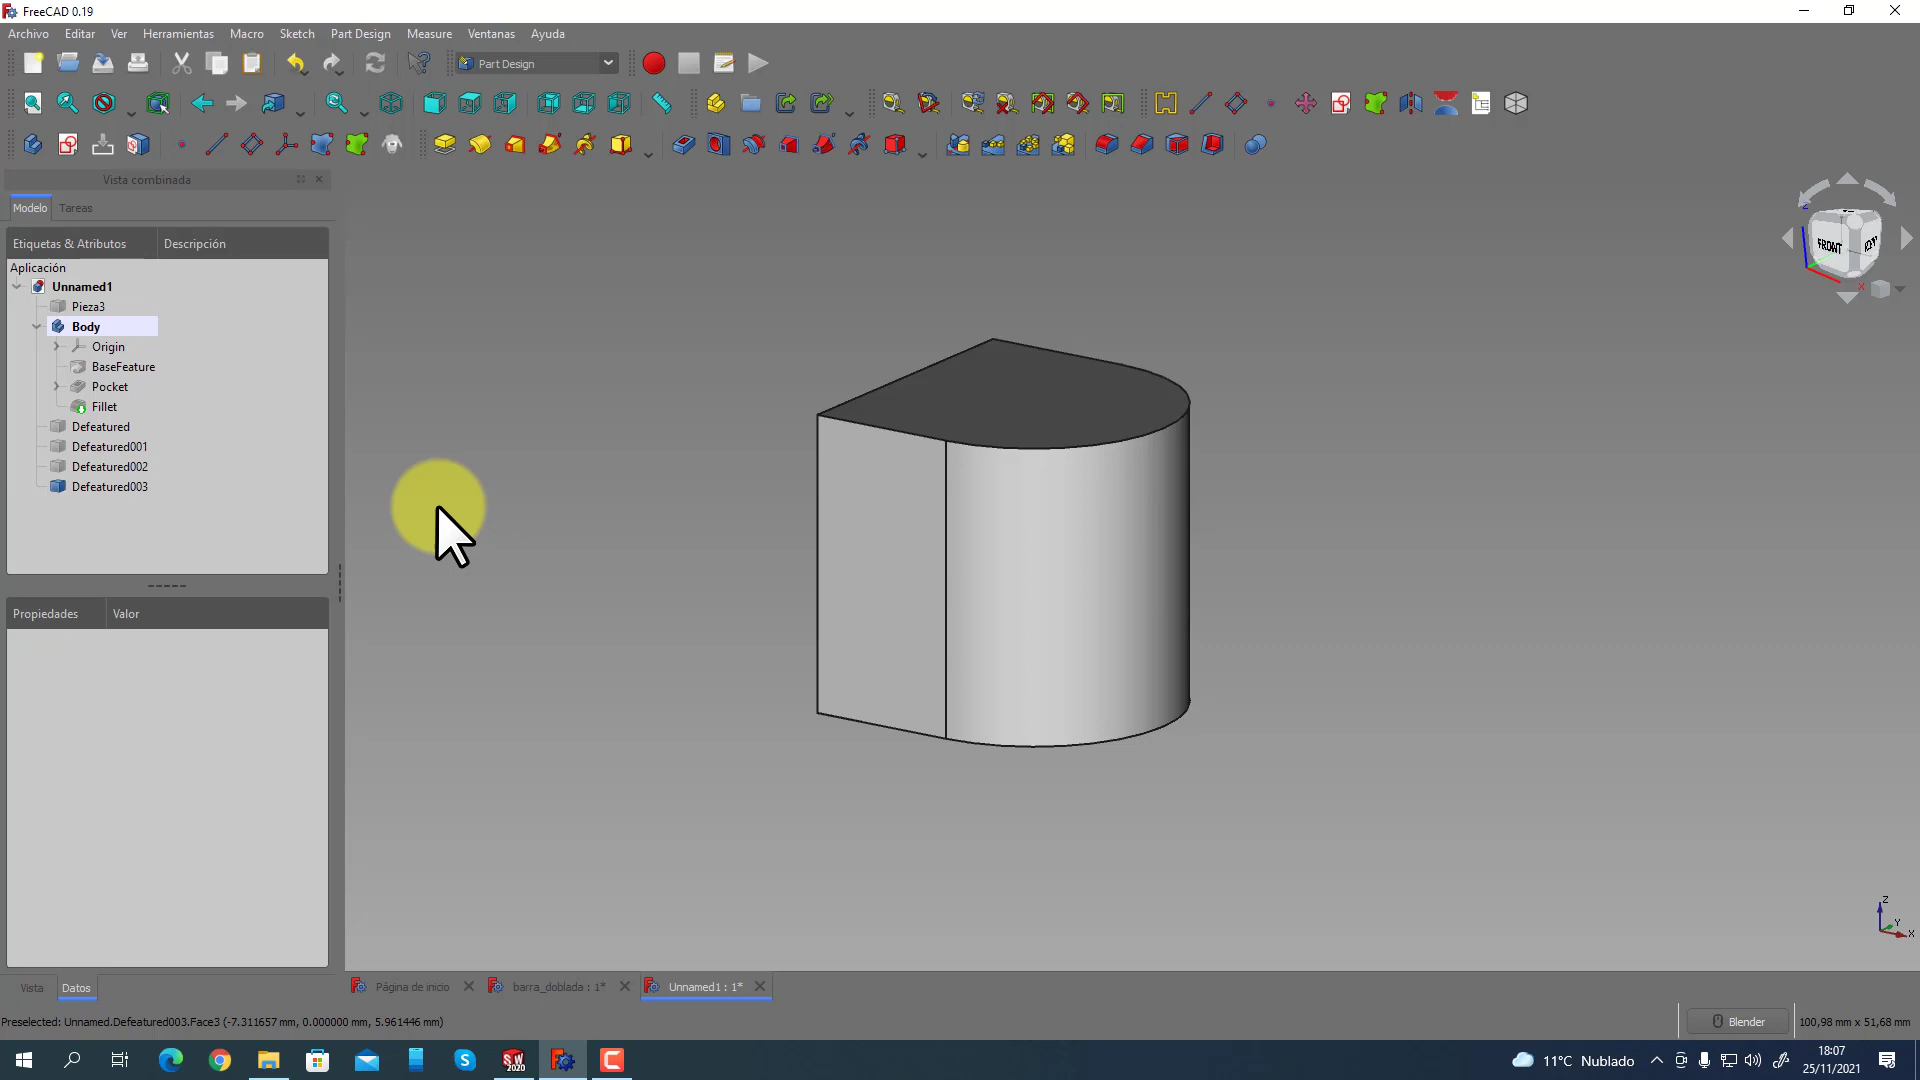 FreeCAD 0.19
Archivo Editar Ver Herramientas Macro Sketch Part Design Measure Ventanas Ayuda
Part Design
Vista combinada
Modelo Tareas
Etiquetas & Atributos Descripción
Aplicación
Unnamed1
Pieza3
Body
Origin
BaseFeature
Pocket
Fillet
Defeatured
Defeatured001
Defeatured002
Defeatured003
Propiedades Valor
FRONT
Z
X
Z
Y
X
Vista Datos
Página de inicio
barra_doblada : 1*
Unnamed1 : 1*
Preselected: Unnamed.Defeatured003.Face3 (-7.311657 mm, 0.000000 mm, 5.961446 mm)
Blender
100,98 mm x 51,68 mm
SW
2020
11°C Nublado
18:07
25/11/2021